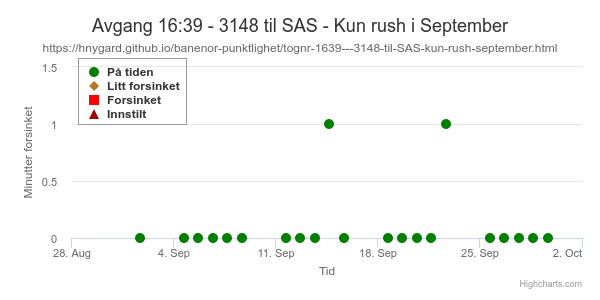 Avgang 16:39 - 3148 til SAS - Kun rush i September
https://hnygard.github.io/banenor-punktlighet/tognr-1639---3148-til-SAS-kun-rush-september.html
På tiden
Litt forsinket
Forsinket
Innstilt
Minutter forsinket
1.5
1
0.5
0
28. Aug 4. Sep 11. Sep 18. Sep 25. Sep 2. Oct
Tid
Highcharts.com